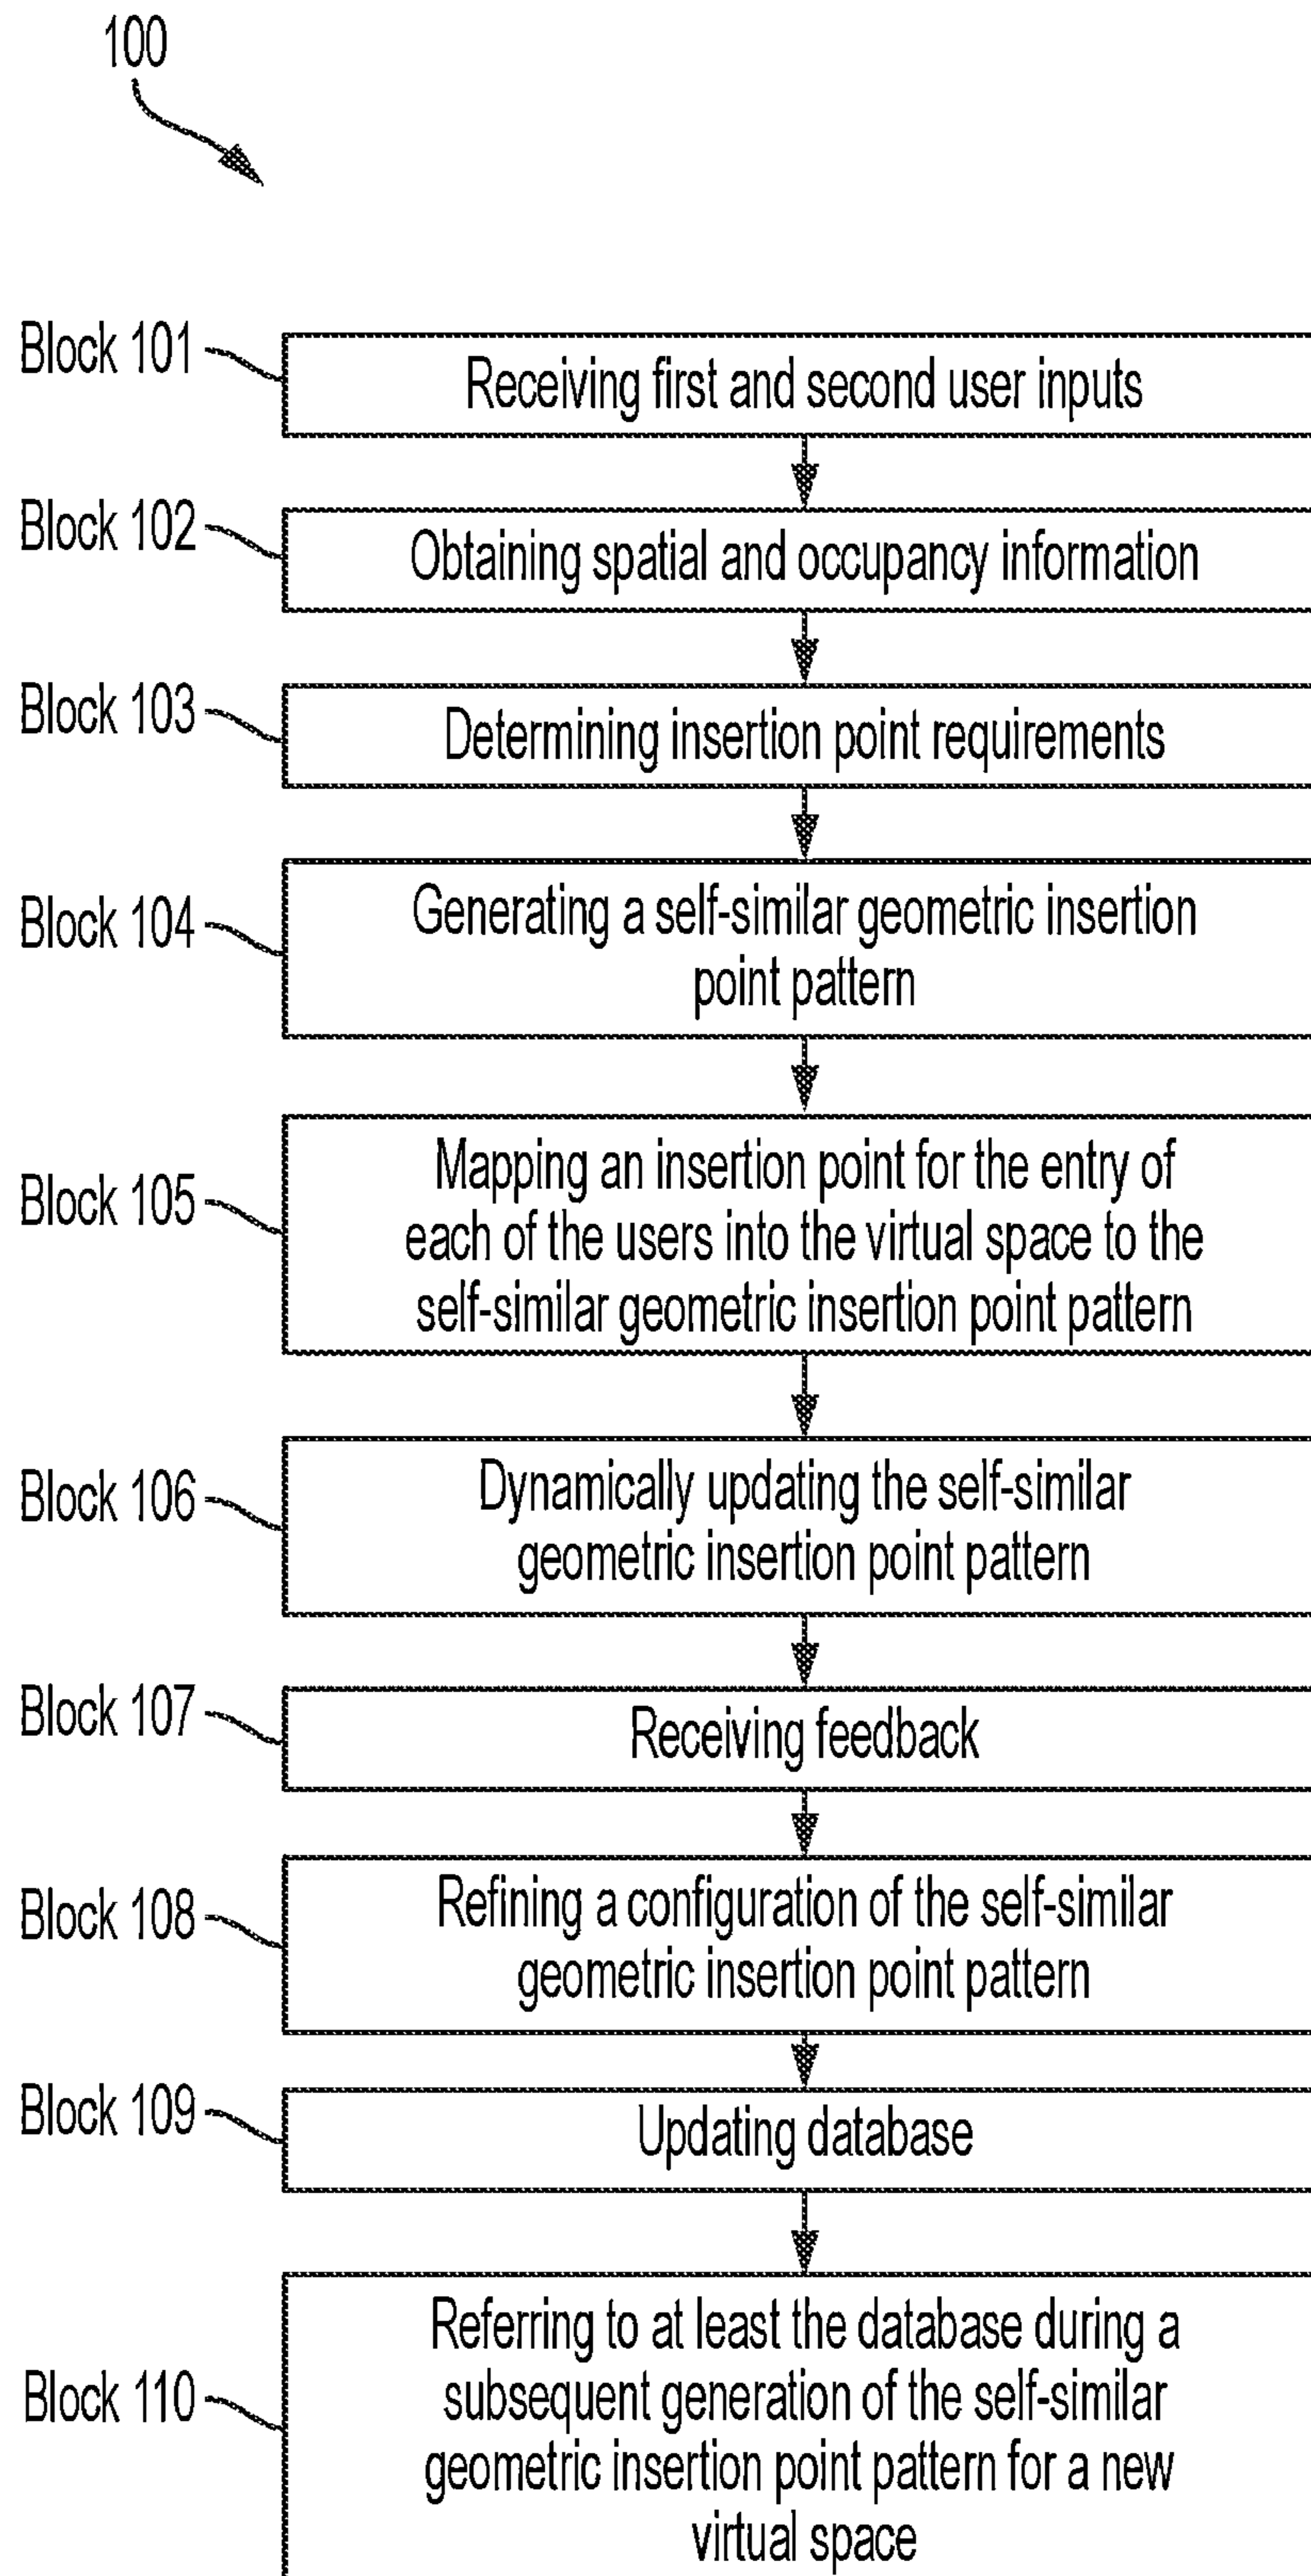 100
Block 101
Receiving first and second user inputs
Block 102
Obtaining spatial and occupancy information
Block 103
Determining insertion point requirements
Block 104
Generating a self-similar geometric insertion
point pattern
Block 105
Mapping an insertion point for the entry of
each of the users into the virtual space to the
self-similar geometric insertion point pattern
Block 106
Dynamically updating the self-similar
geometric insertion point pattern
Block 107
Receiving feedback
Block 108
Refining a configuration of the self-similar
geometric insertion point pattern
Block 109
Updating database
Block 110
Referring to at least the database during a
subsequent generation of the self-similar
geometric insertion point pattern for a new
virtual space